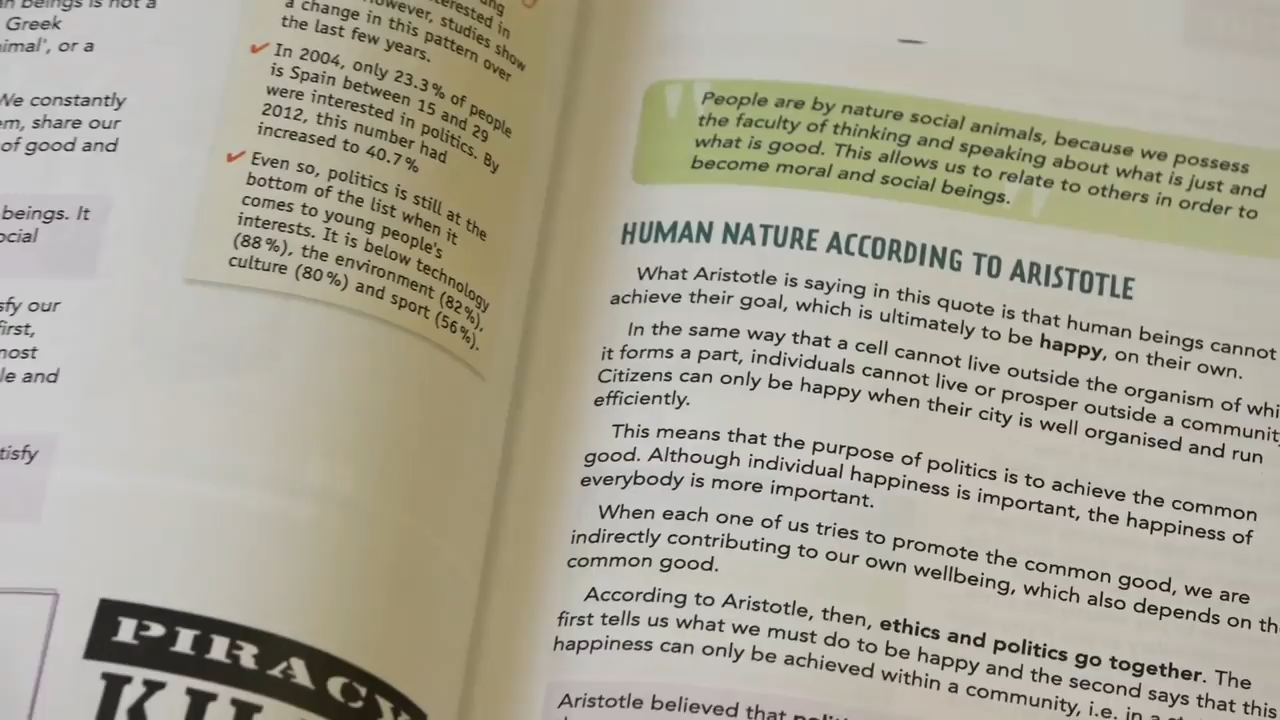 beings is not a
Greek
imal', or a
We constantly
em, share our
of good and
beings. It
ocial
sfy our
first,
most
le and
tisfy
interested in
However, studies show
a change in this pattern over
the last few years.
In 2004, only 23.3% of people
is Spain between 15 and 29
were interested in politics. By
2012, this number had
increased to 40.7%
Even so, politics is still at the
bottom of the list when it
comes to young people's
interests. It is below technology
(88%), the environment (82%),
culture (80%) and sport (56%).
PIRACY
People are by nature social animals, because we possess
the faculty of thinking and speaking about what is just and
what is good. This allows us to relate to others in order to
become moral and social beings.
HUMAN NATURE ACCORDING TO ARISTOTLE
What Aristotle is saying in this quote is that human beings cannot
achieve their goal, which is ultimately to be happy, on their own.
In the same way that a cell cannot live outside the organism of whi
it forms a part, individuals cannot live or prosper outside a communit
Citizens can only be happy when their city is well organised and run
efficiently.
This means that the purpose of politics is to achieve the common
good. Although individual happiness is important, the happiness of
everybody is more important.
When each one of us tries to promote the common good, we are
indirectly contributing to our own wellbeing, which also depends on th
common good.
According to Aristotle, then, ethics and politics go together. The
first tells us what we must do to be happy and the second says that this
happiness can only be achieved within a community, i.e. in a
Aristotle believed that